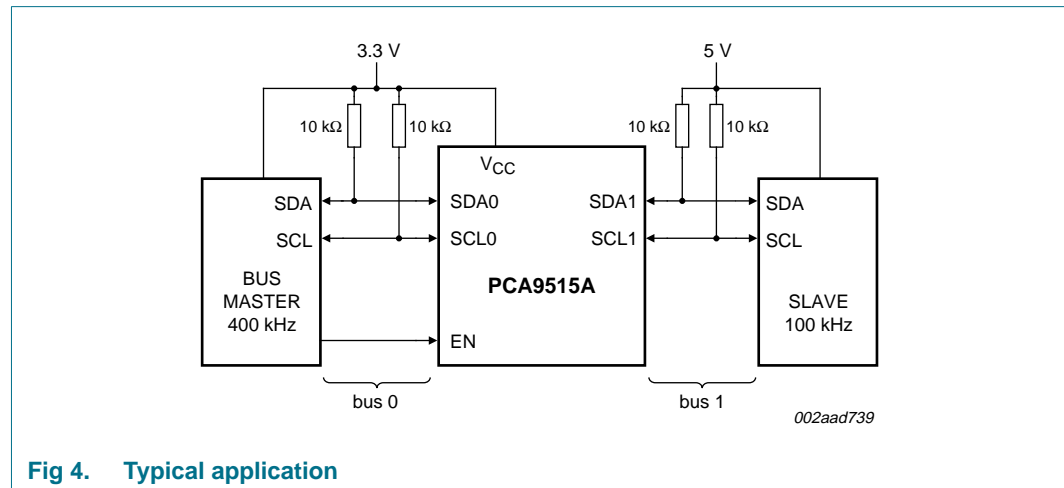 3.3 V
5 V
10 kΩ
10 kΩ
10 kΩ
10 kΩ
VCC
SDA
SDA0
SDA1
SDA
SCL
SCL0
SCL1
SCL
BUS
MASTER
400 kHz
PCA9515A
SLAVE
100 kHz
EN
bus 0
bus 1
002aad739
Fig 4. Typical application